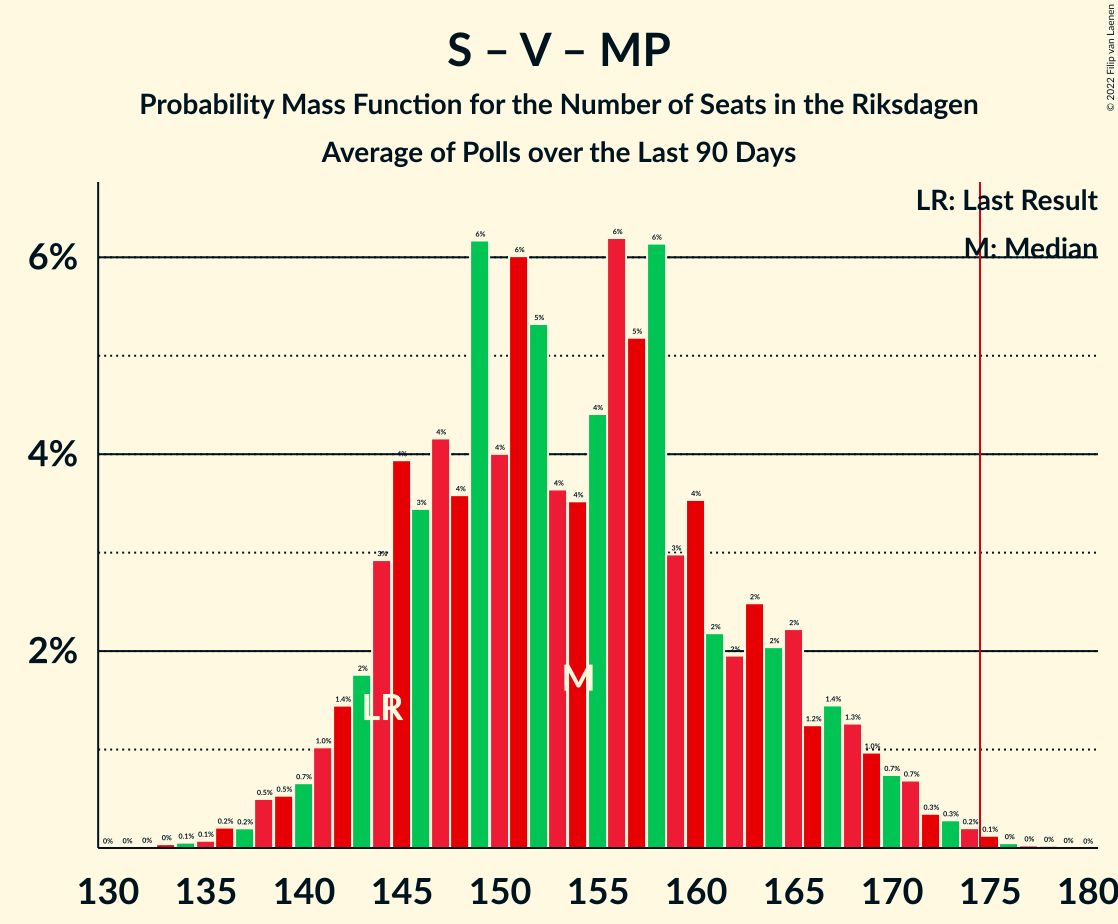 S – V – MP
Probability Mass Function for the Number of Seats in the Riksdagen
Average of Polls over the Last 90 Days
© 2022 Filip van Laenen
LR: Last Result
M: Median
6%
4%
2%
0% 0% 0% 0% 0.1% 0.1% 0.2% 0.2% 0.5% 0.5% 0.7% 1.0% 1.4% 2% 3% 4% 3% 4% 4% 6% 4% 6% 5% 4% 4% 4% 6% 5% 6% 3% 4% 2% 2% 2% 2% 2% 1.2% 1.4% 1.3% 1.0% 0.7% 0.7% 0.3% 0.3% 0.2% 0.1% 0% 0% 0% 0% 0%
LR
M
130 135 140 145 150 155 160 165 170 175 180